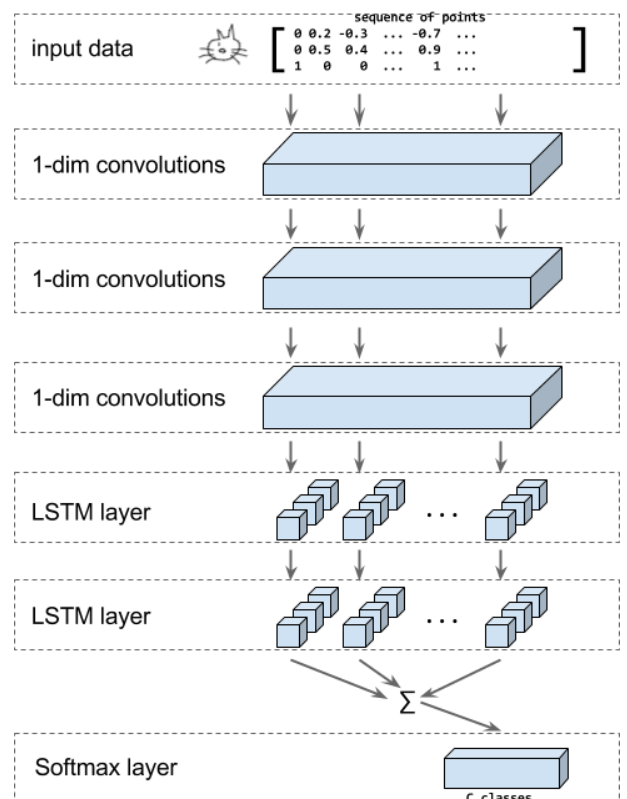 sequence of points
input data
0 0.2 -0.3 ... -0.7 ...
0 0.5 0.4 ... 0.9 ...
1 0 0 ... 1 ...
1-dim convolutions
1-dim convolutions
1-dim convolutions
LSTM layer
...
LSTM layer
...
Σ
Softmax layer
C classes